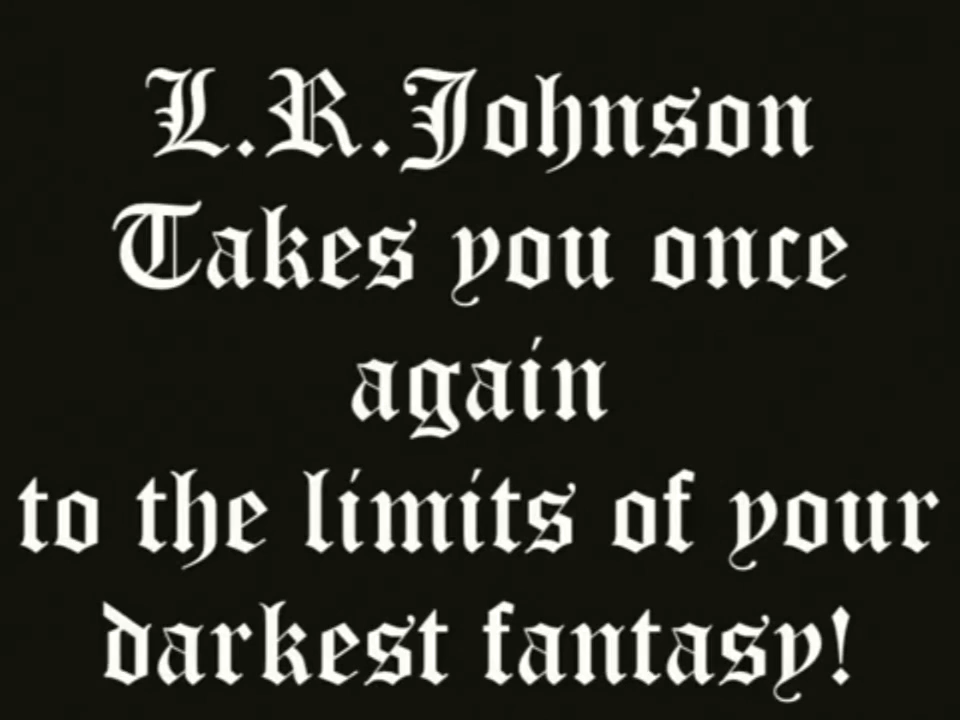 L.R.Johnson
Takes you once
again
to the limits of your
darkest fantasy!